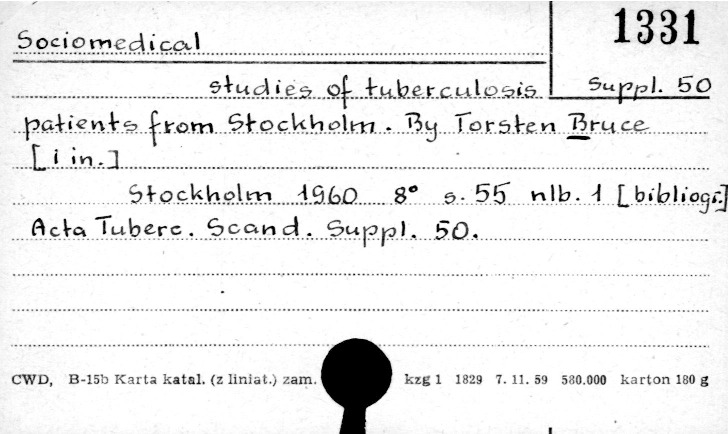 1331
Sociomedical
studies of tuberculosis Suppl. 50
patients from Stockholm. By Torsten Bruce
[i in.]
Stockholm 1960 8° s. 55 nlb. 1 [bibliogr.]
Acta Tuberc. Scand. Suppl. 50.
CWD, B-15b Karta katal. (z liniat.) zam. kzg 1 1829 7. 11. 59 580.000 karton 180 g